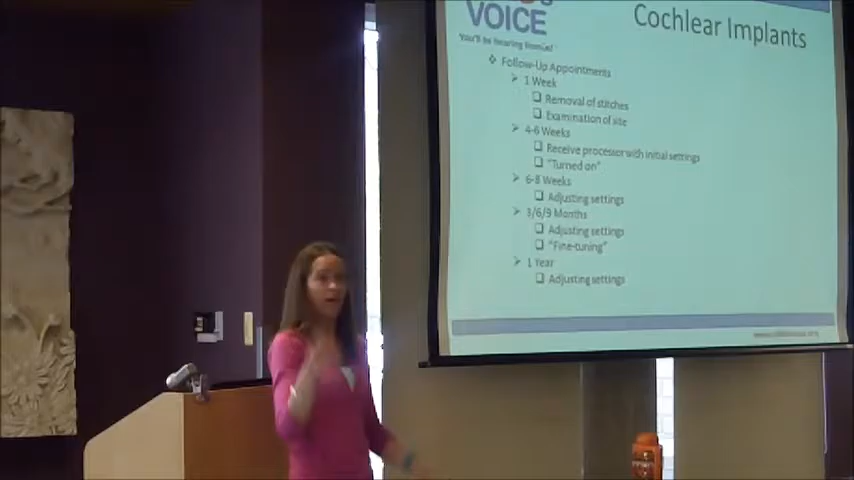 VOICE
You'll be hearing from us!
Cochlear Implants
Follow-Up Appointments
1 Week
Removal of stitches
Examination of site
4-6 Weeks
Receive processor with initial settings
"Turned on"
6-8 Weeks
Adjusting settings
3/6/9 Months
Adjusting settings
"Fine-tuning"
1 Year
Adjusting settings